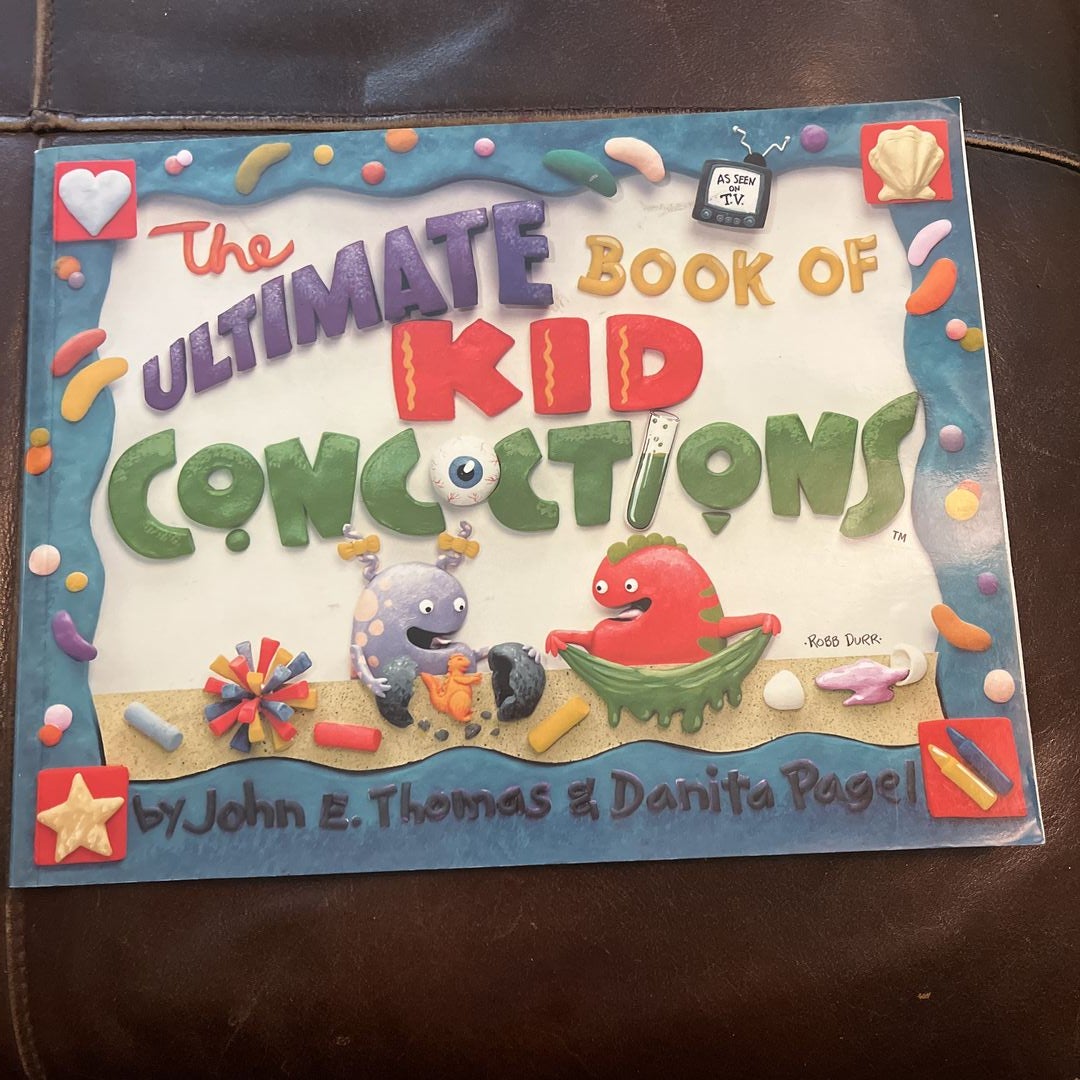 AS SEEN
ON
T.V.
The
ULTIMATE BOOK OF
KID
CONCOCTIONS
TM
·ROBB DURR·
by John E. Thomas & Danita Pagel